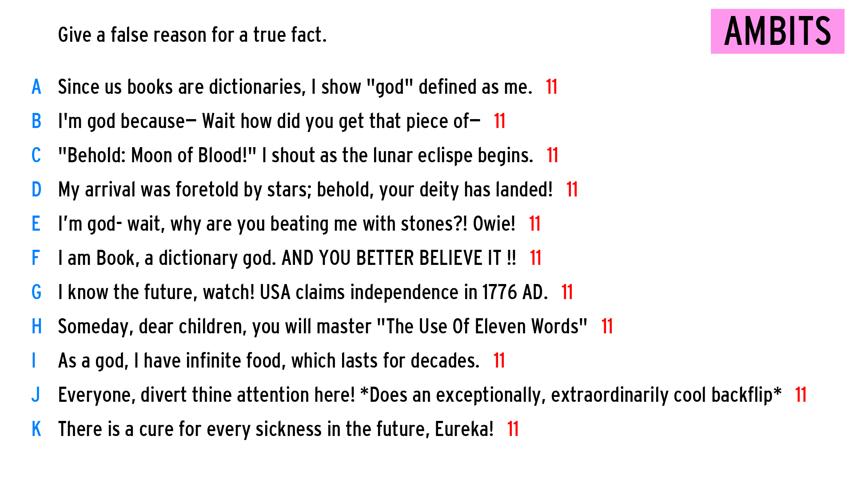 Give a false reason for a true fact.
AMBITS
A Since us books are dictionaries, I show "god" defined as me. 11
B I'm god because— Wait how did you get that piece of— 11
C "Behold: Moon of Blood!" I shout as the lunar eclispe begins. 11
D My arrival was foretold by stars; behold, your deity has landed! 11
E I'm god- wait, why are you beating me with stones?! Owie! 11
F I am Book, a dictionary god. AND YOU BETTER BELIEVE IT !! 11
G I know the future, watch! USA claims independence in 1776 AD. 11
H Someday, dear children, you will master "The Use Of Eleven Words" 11
I As a god, I have infinite food, which lasts for decades. 11
J Everyone, divert thine attention here! *Does an exceptionally, extraordinarily cool backflip* 11
K There is a cure for every sickness in the future, Eureka! 11